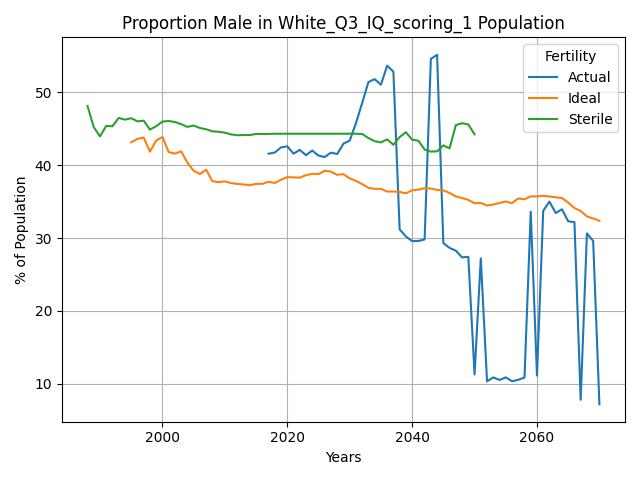 Proportion Male in White_Q3_IQ_scoring_1 Population
Fertility
Actual
Ideal
Sterile
% of Population
50
40
30
20
10
2000
2020
2040
2060
Years